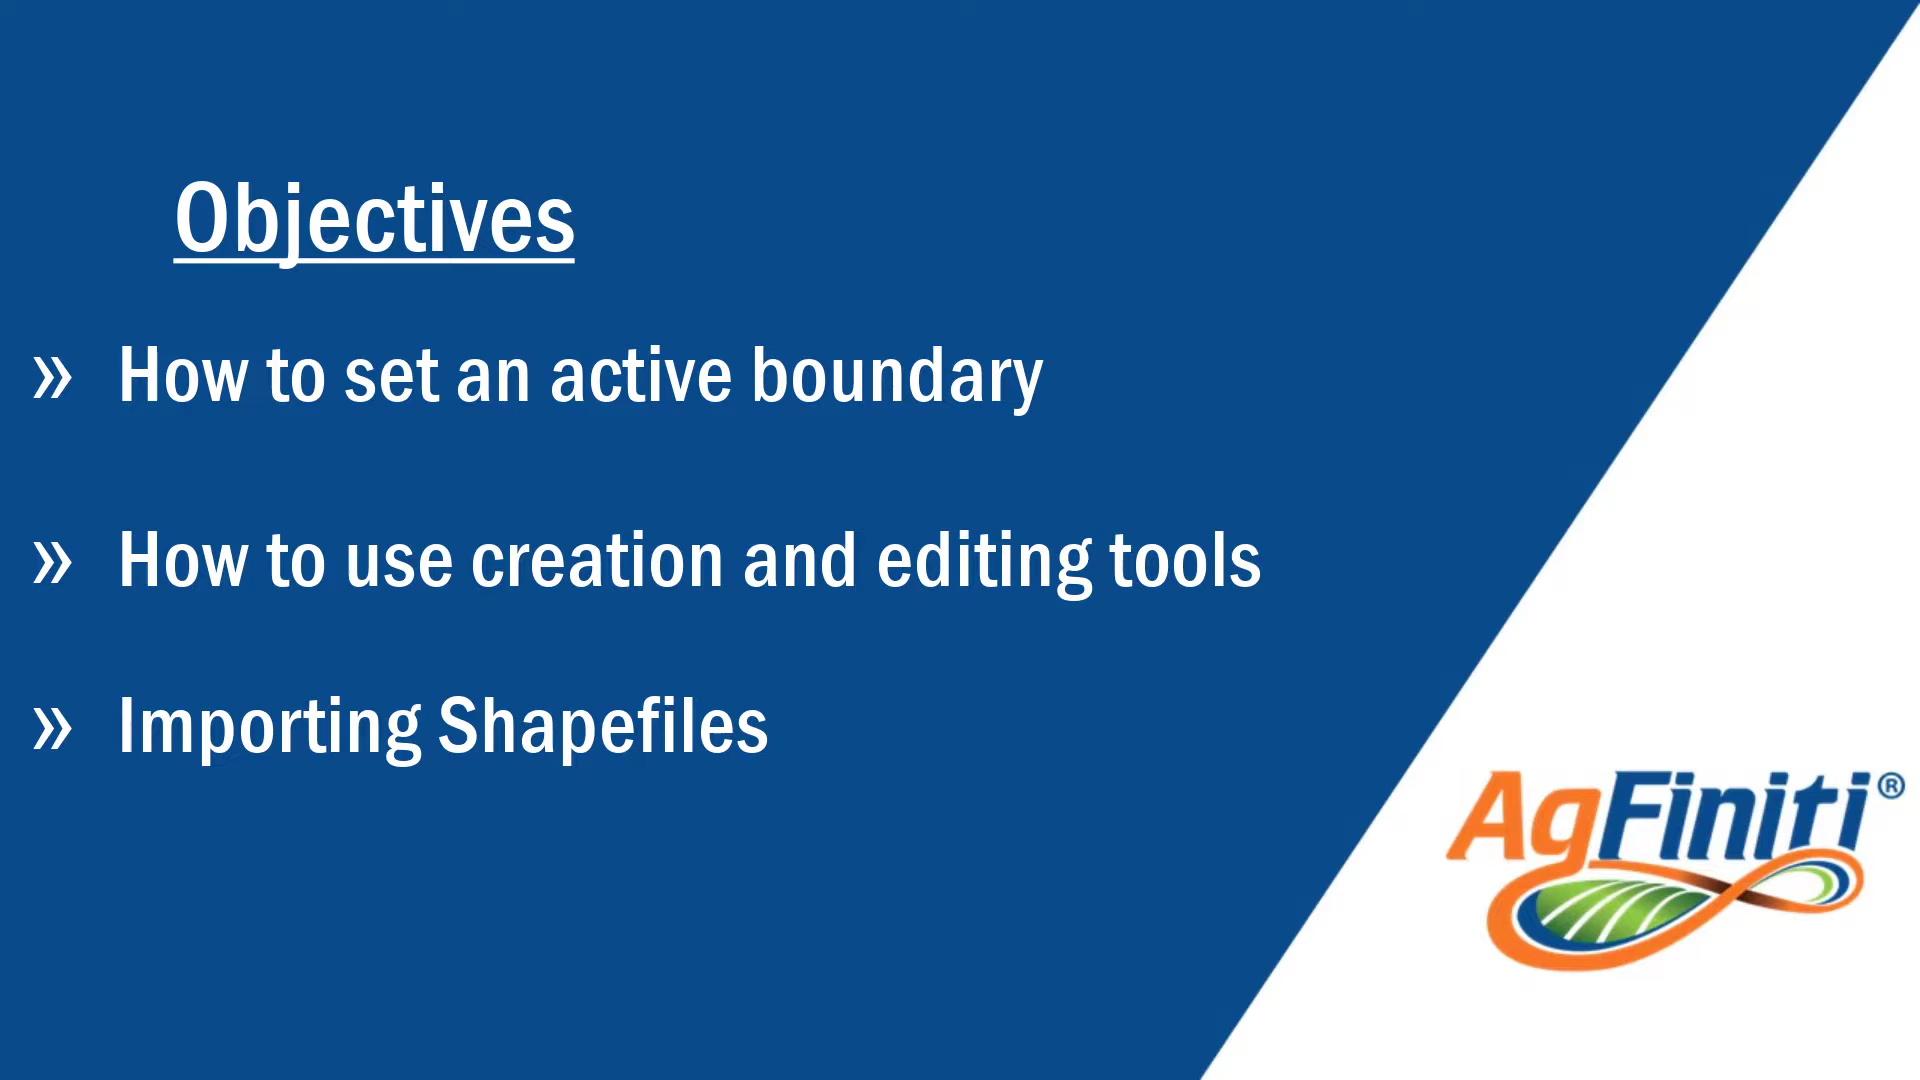 Objectives
» How to set an active boundary
» How to use creation and editing tools
» Importing Shapefiles
AgFiniti®